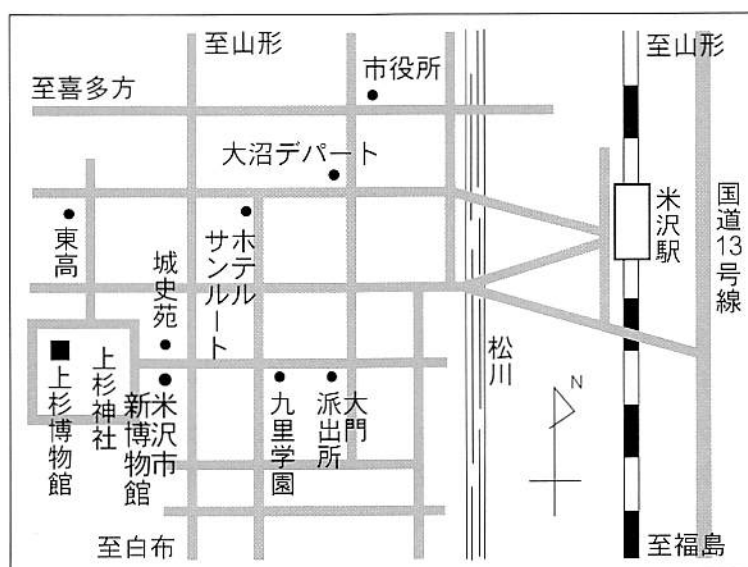 至山形
至山形
市役所
至喜多方
大沼デパート
東高
城史苑
ホテル
サンルート
米沢駅
国道13号線
松川
N
上杉博物館
上杉神社
米沢市
新博物館
九里学園
大門
派出所
至白布
至福島